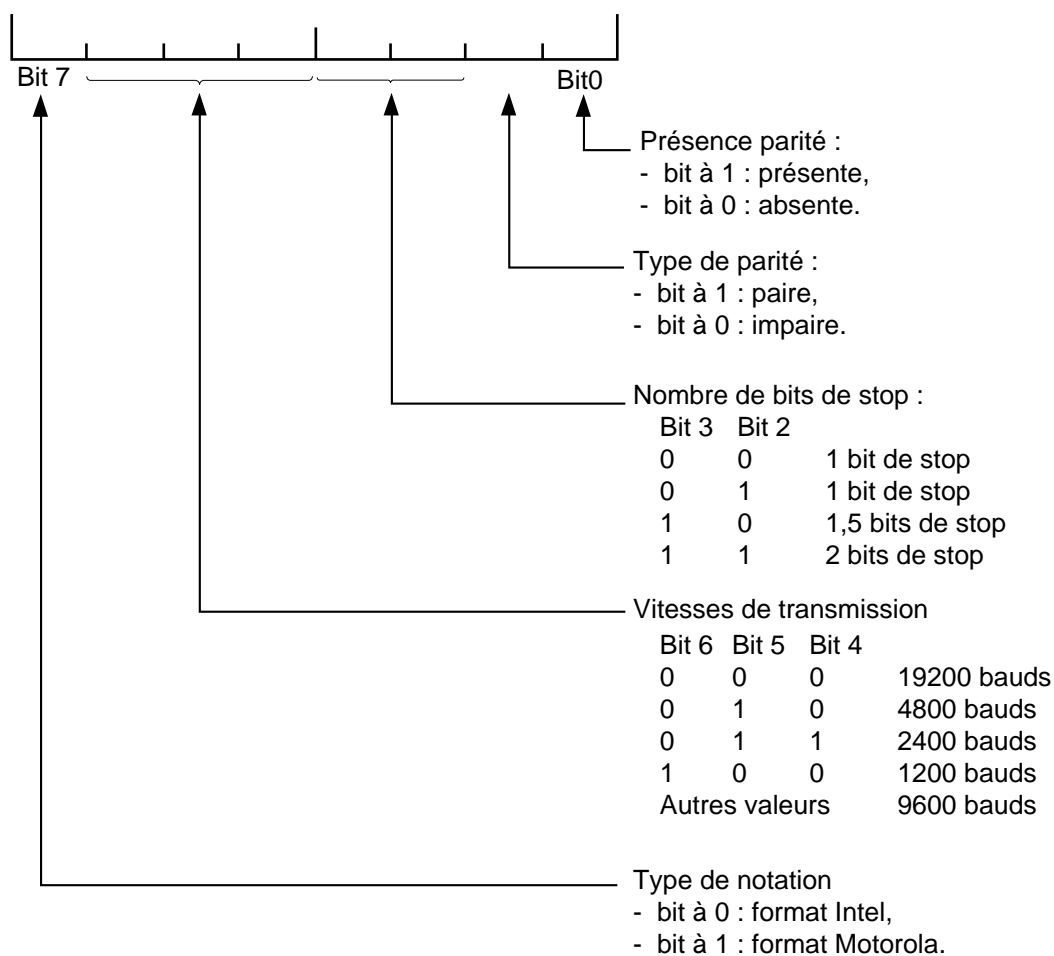 Bit 7 Bit0
Présence parité :
- bit à 1 : présente,
- bit à 0 : absente.
Type de parité :
- bit à 1 : paire,
- bit à 0 : impaire.
Nombre de bits de stop :
Bit 3 Bit 2
0 0 1 bit de stop
0 1 1 bit de stop
1 0 1,5 bits de stop
1 1 2 bits de stop
Vitesses de transmission
Bit 6 Bit 5 Bit 4
0 0 0 19200 bauds
0 1 0 4800 bauds
0 1 1 2400 bauds
1 0 0 1200 bauds
Autres valeurs 9600 bauds
Type de notation
- bit à 0 : format Intel,
- bit à 1 : format Motorola.